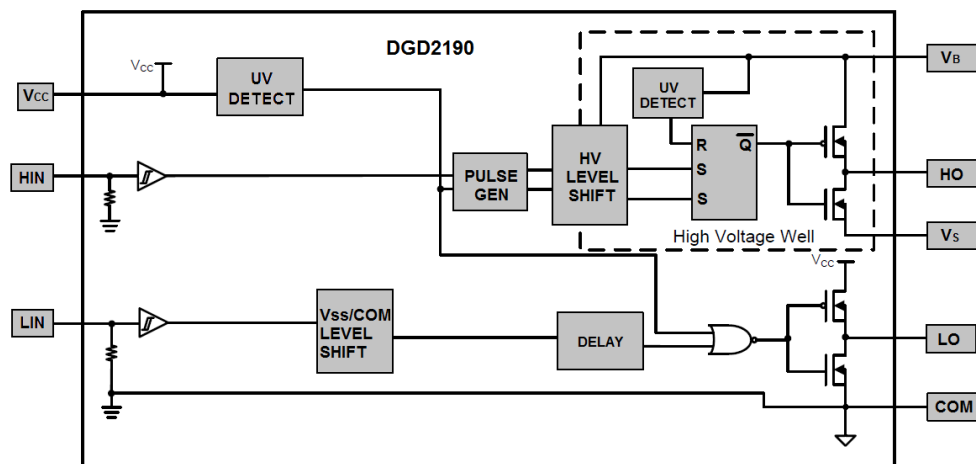 DGD2190
VCC
VCC
UV
DETECT
UV
DETECT
VB
HIN
PULSE
GEN
HV
LEVEL
SHIFT
R
Q
S
S
HO
High Voltage Well
VS
VCC
LIN
Vss/COM
LEVEL
SHIFT
DELAY
LO
COM